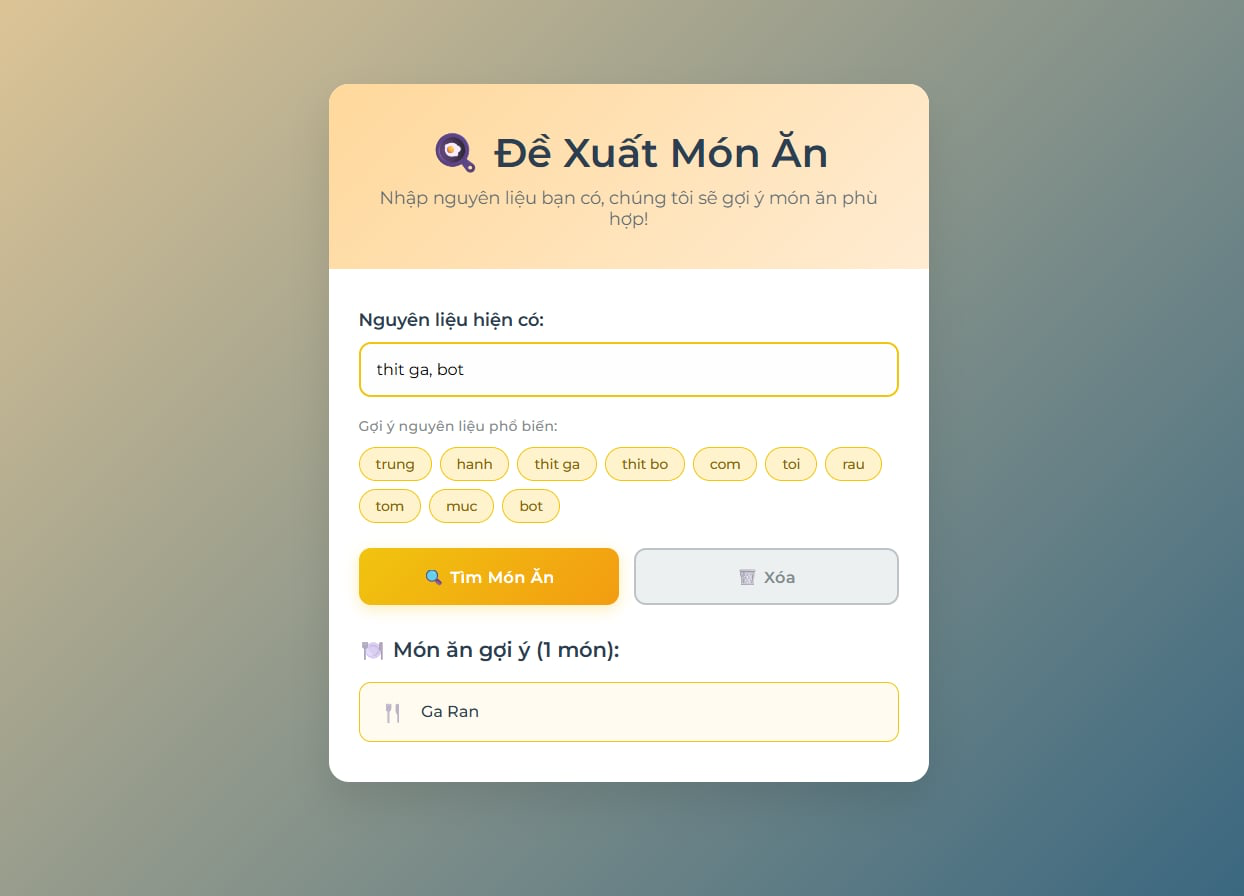 Đề Xuất Món Ăn
Nhập nguyên liệu bạn có, chúng tôi sẽ gợi ý món ăn phù
hợp!
Nguyên liệu hiện có:
thit ga, bot
Gợi ý nguyên liệu phổ biến:
trung hanh thit ga thit bo com toi rau
tom muc bot
Tìm Món Ăn Xóa
Món ăn gợi ý (1 món):
Ga Ran